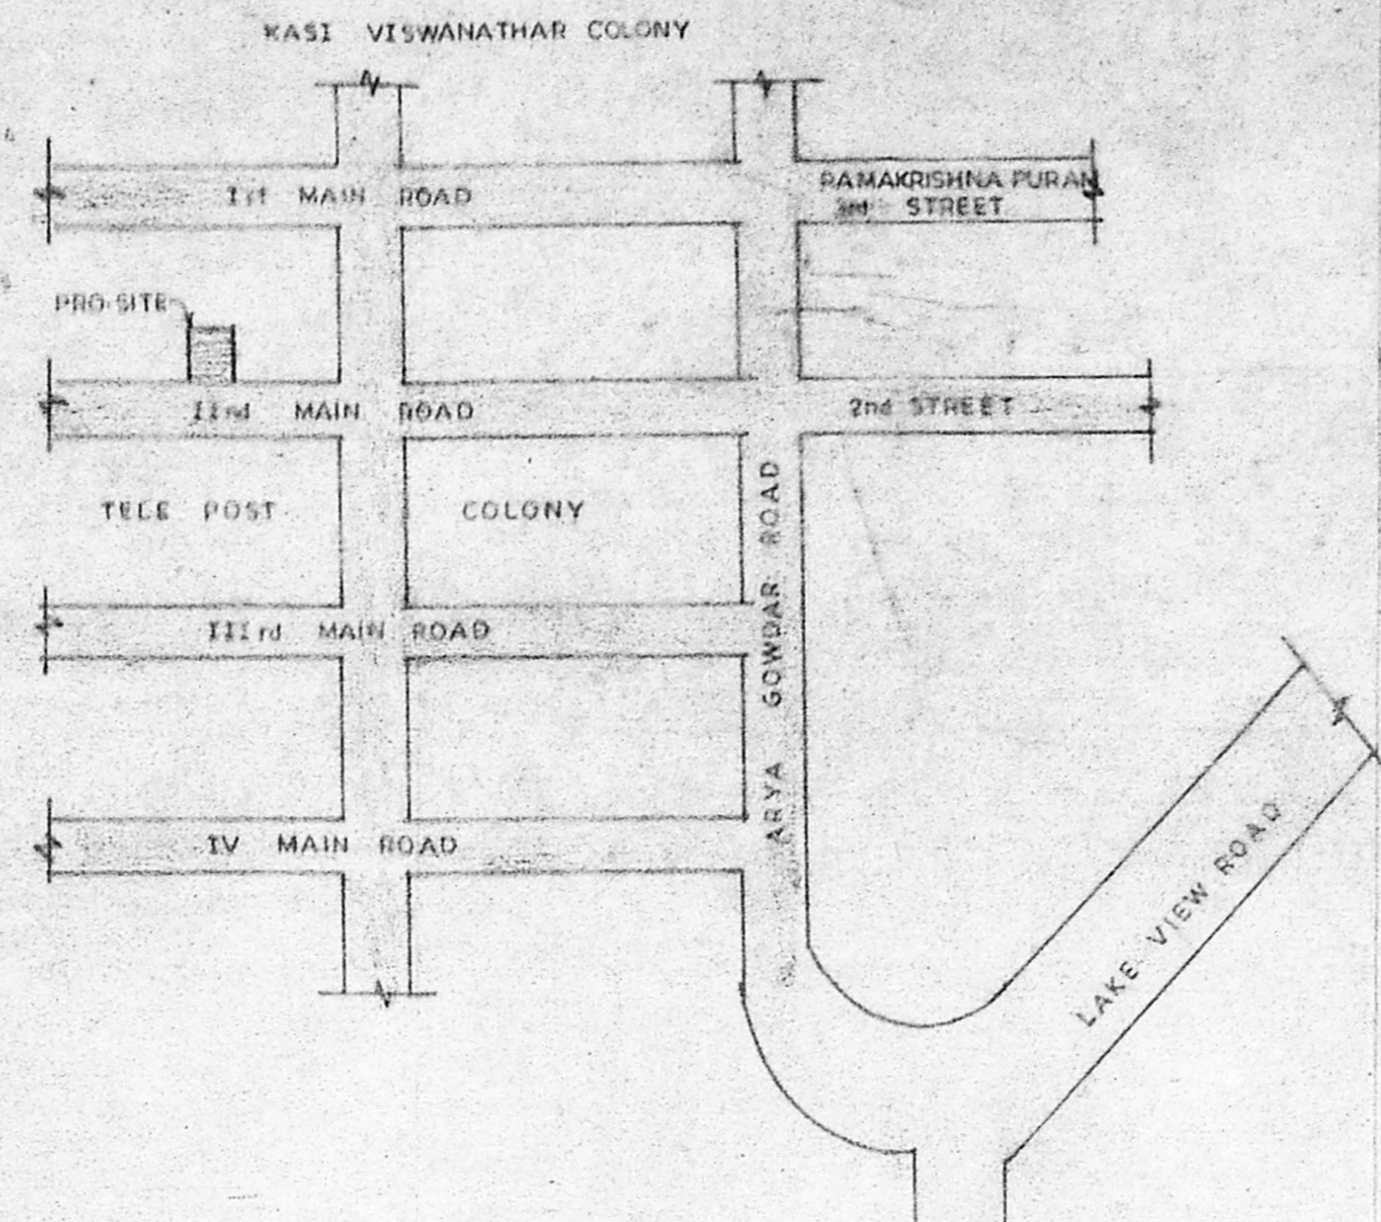 KASI VISWANATHAR COLONY
Ist MAIN ROAD
RAMAKRISHNA PURAM
3rd STREET
PRO-SITE
IInd MAIN ROAD
2nd STREET
TELE POST COLONY
IIIrd MAIN ROAD
ARYA GOWDAR ROAD
IV MAIN ROAD
LAKE VIEW ROAD